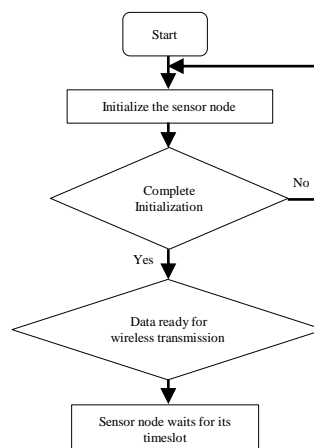 Start
Initialize the sensor node
Complete
Initialization
No
Yes
Data ready for
wireless transmission
Sensor node waits for its
timeslot